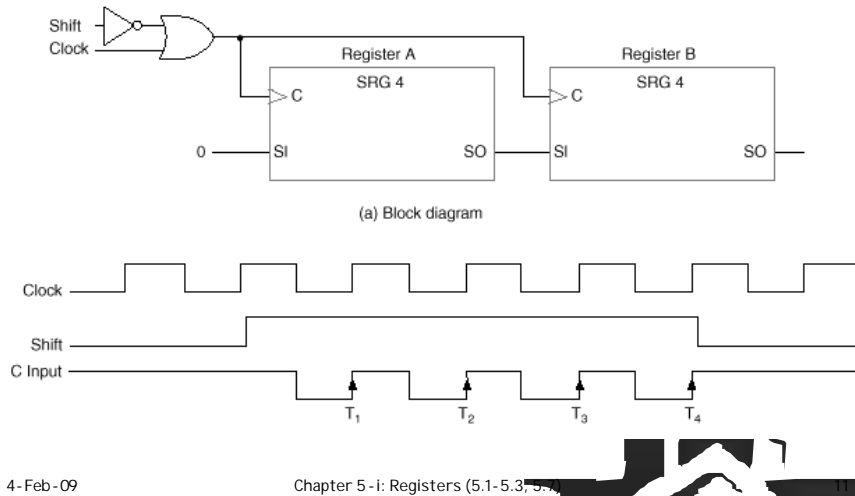 Shift
Clock
Register A
Register B
SRG 4
SRG 4
C
C
0
SI
SO
SI
SO
(a) Block diagram
Clock
Shift
C Input
T1
T2
T3
T4
4-Feb-09
Chapter 5-i: Registers (5.1-5.3, 5.7)
11